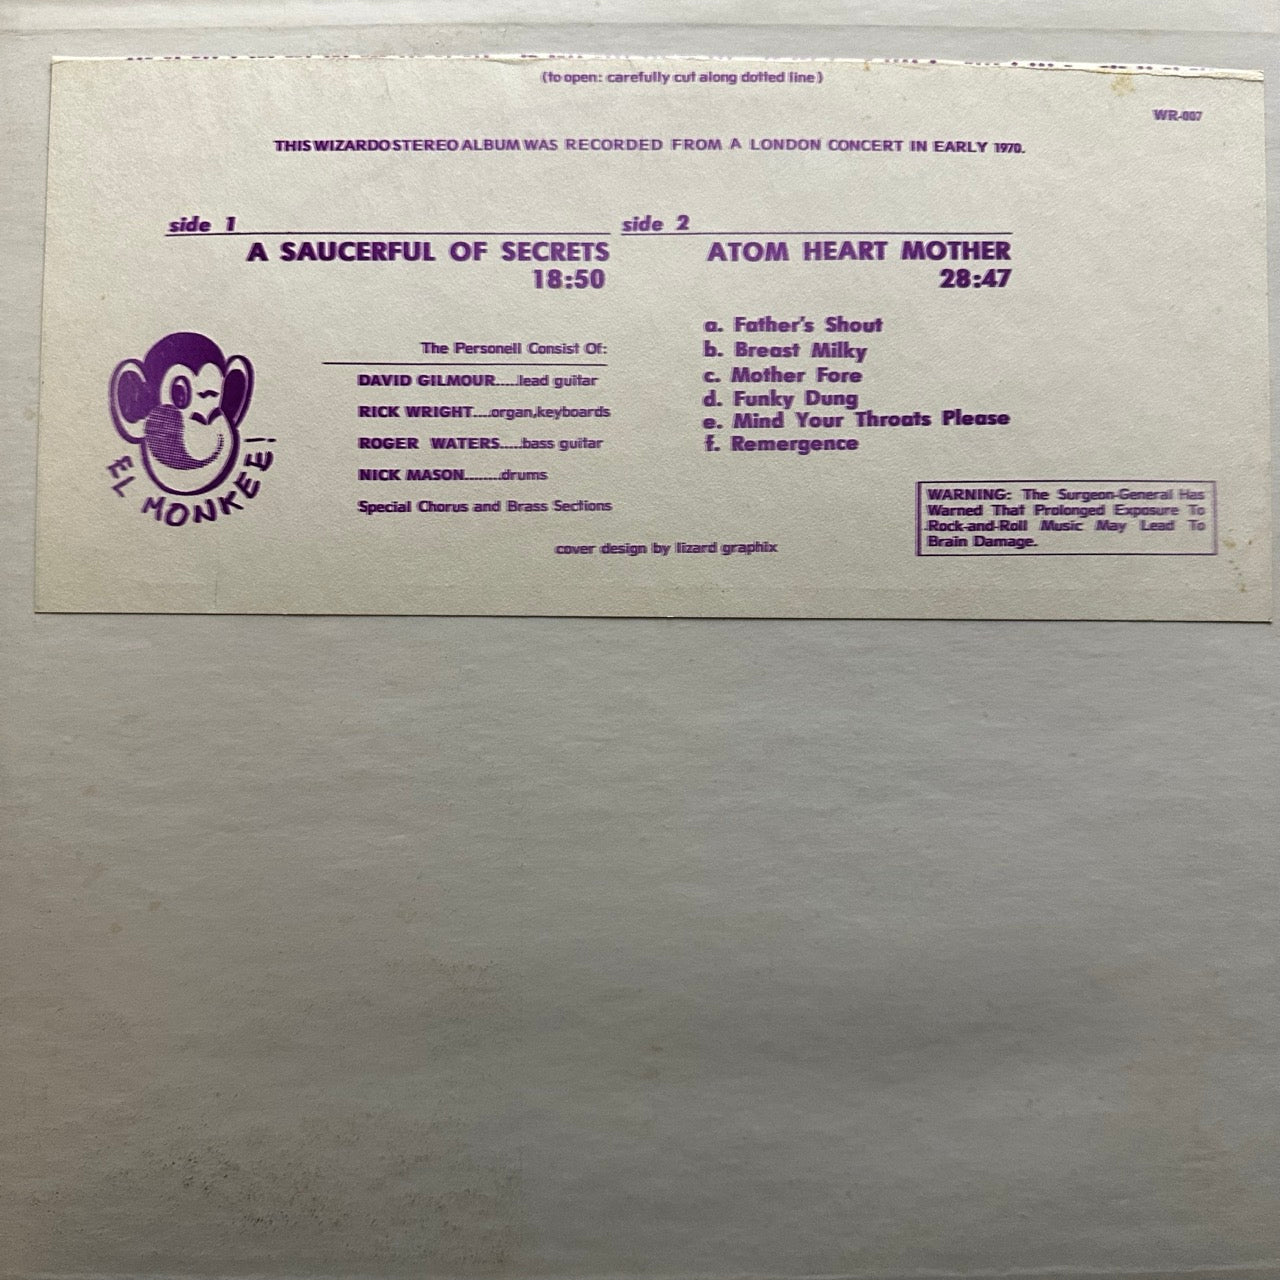 (to open: carefully cut along dotted line)
WR-007
THIS WIZARDO STEREO ALBUM WAS RECORDED FROM A LONDON CONCERT IN EARLY 1970.
side 1
A SAUCERFUL OF SECRETS
18:50
side 2
ATOM HEART MOTHER
28:47
a. Father's Shout
b. Breast Milky
c. Mother Fore
d. Funky Dung
e. Mind Your Throats Please
f. Remergence
EL MONKEE!
The Personell Consist Of:
DAVID GILMOUR.....lead guitar
RICK WRIGHT....organ,keyboards
ROGER WATERS.....bass guitar
NICK MASON........drums
Special Chorus and Brass Sections
cover design by lizard graphix
WARNING: The Surgeon-General Has
Warned That Prolonged Exposure To
Rock-and-Roll Music May Lead To
Brain Damage.